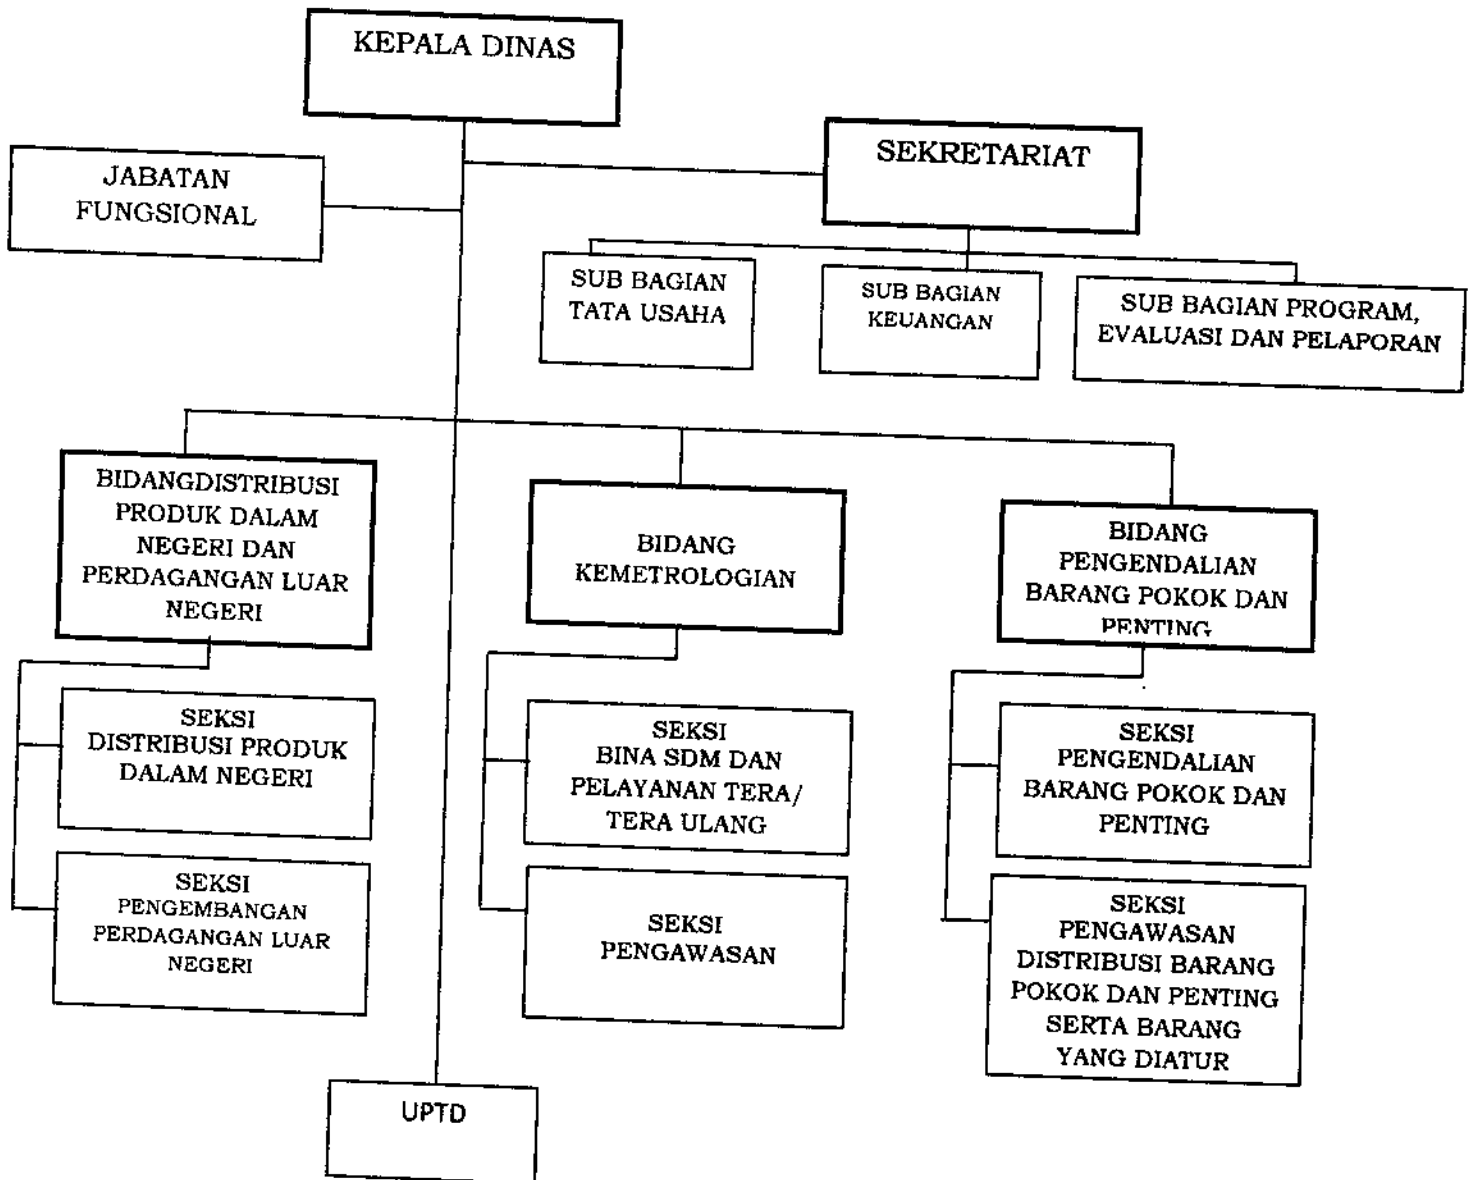 KEPALA DINAS
SEKRETARIAT
JABATAN
FUNGSIONAL
SUB BAGIAN
TATA USAHA
SUB BAGIAN
KEUANGAN
SUB BAGIAN PROGRAM,
EVALUASI DAN PELAPORAN
BIDANGDISTRIBUSI
PRODUK DALAM
NEGERI DAN
PERDAGANGAN LUAR
NEGERI
BIDANG
KEMETROLOGIAN
BIDANG
PENGENDALIAN
BARANG POKOK DAN
PENTING
SEKSI
DISTRIBUSI PRODUK
DALAM NEGERI
SEKSI
BINA SDM DAN
PELAYANAN TERA/
TERA ULANG
SEKSI
PENGENDALIAN
BARANG POKOK DAN
PENTING
SEKSI
PENGEMBANGAN
PERDAGANGAN LUAR
NEGERI
SEKSI
PENGAWASAN
SEKSI
PENGAWASAN
DISTRIBUSI BARANG
POKOK DAN PENTING
SERTA BARANG
YANG DIATUR
UPTD